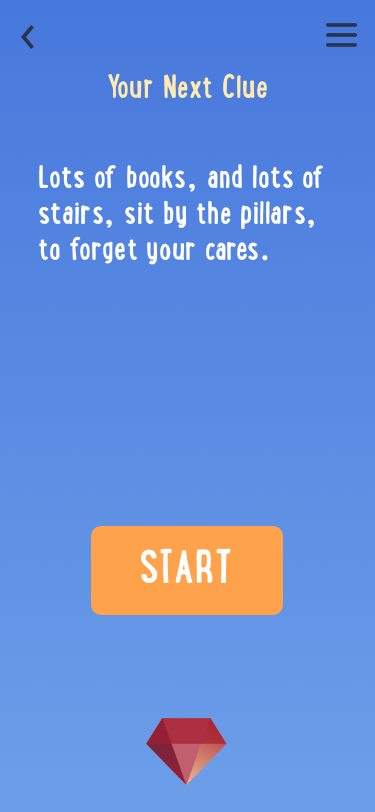 Your Next Clue
Lots of books, and lots of
stairs, sit by the pillars,
to forget your cares.
START